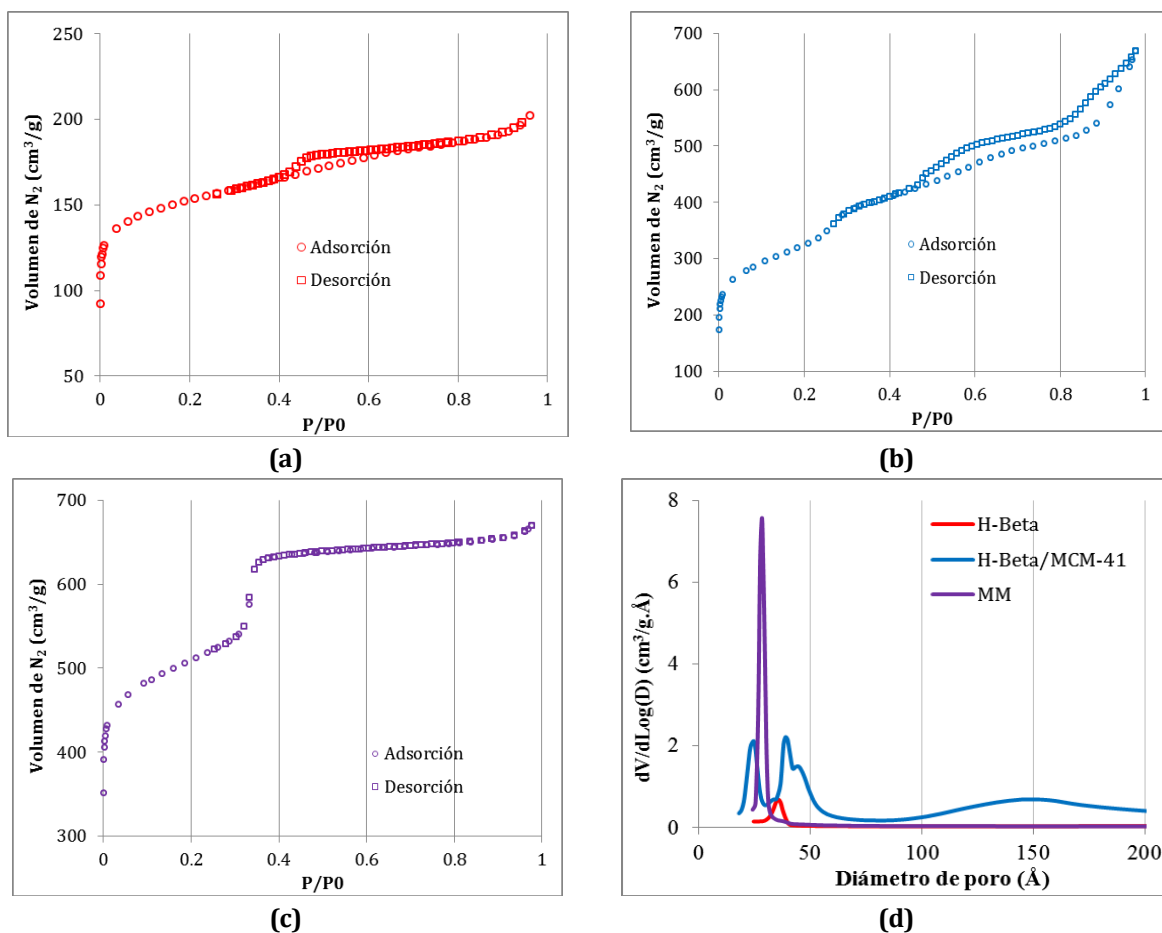 250
200
150
100
50
0
0.2
0.4
0.6
0.8
1
Volumen de N₂ (cm³/g)
P/P0
Adsorción
Desorción
(a)
700
600
500
400
300
200
100
0
0.2
0.4
0.6
0.8
1
Volumen de N₂ (cm³/g)
P/P0
Adsorción
Desorción
(b)
700
600
500
400
300
0
0.2
0.4
0.6
0.8
1
Volumen de N₂ (cm³/g)
P/P0
Adsorción
Desorción
(c)
8
6
4
2
0
0
50
100
150
200
dV/dLog(D) (cm³/g.Å)
Diámetro de poro (Å)
H-Beta
H-Beta/MCM-41
MM
(d)